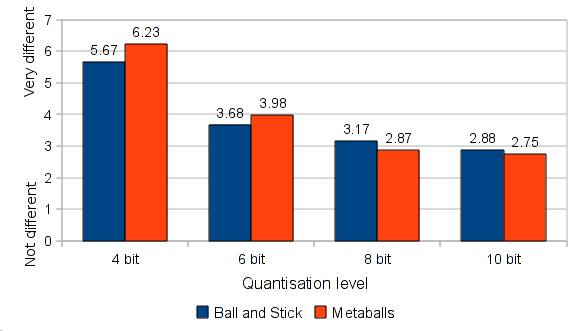 Very different
Not different
7
6
5
4
3
2
1
0
5.67
6.23
3.68
3.98
3.17
2.87
2.88
2.75
4 bit
6 bit
8 bit
10 bit
Quantisation level
Ball and Stick
Metaballs